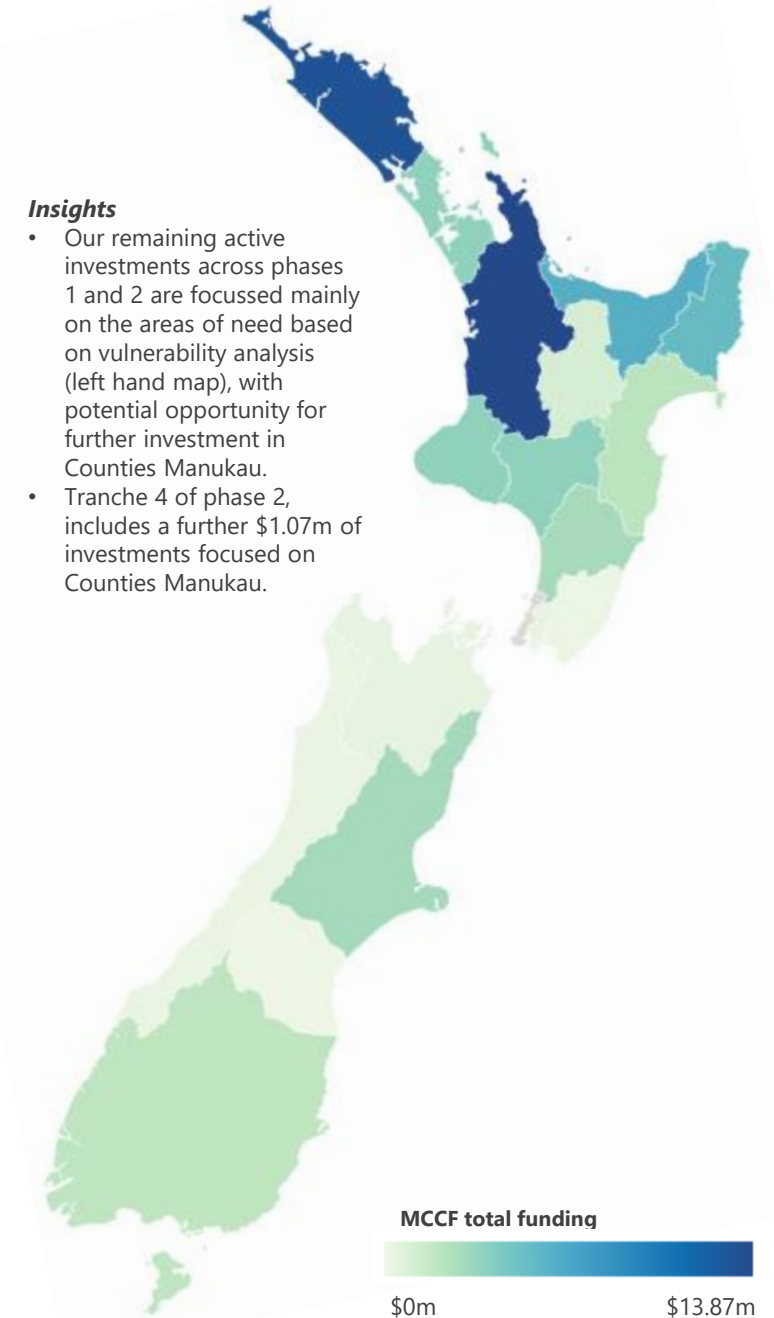 Insights
• Our remaining active
investments across phases
1 and 2 are focussed mainly
on the areas of need based
on vulnerability analysis
(left hand map), with
potential opportunity for
further investment in
Counties Manukau.
• Tranche 4 of phase 2,
includes a further $1.07m of
investments focused on
Counties Manukau.
MCCF total funding
$0m $13.87m